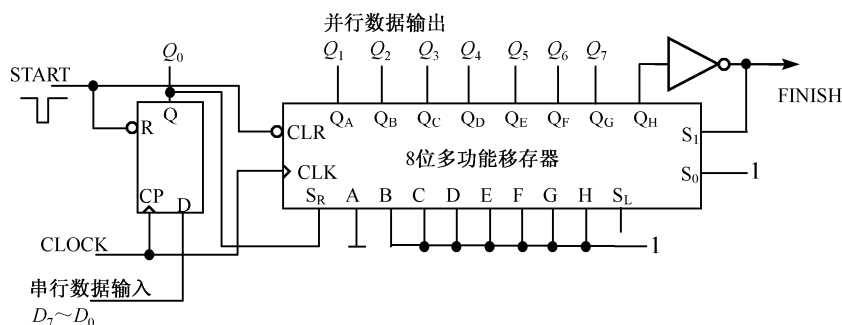 并行数据输出
Q0 Q1 Q2 Q3 Q4 Q5 Q6 Q7
START
FINISH
Q QA QB QC QD QE QF QG QH
R CLR S1
8位多功能移存器
CLK S0 1
CP D SR A B C D E F G H SL
CLOCK 1
串行数据输入
D7～D0